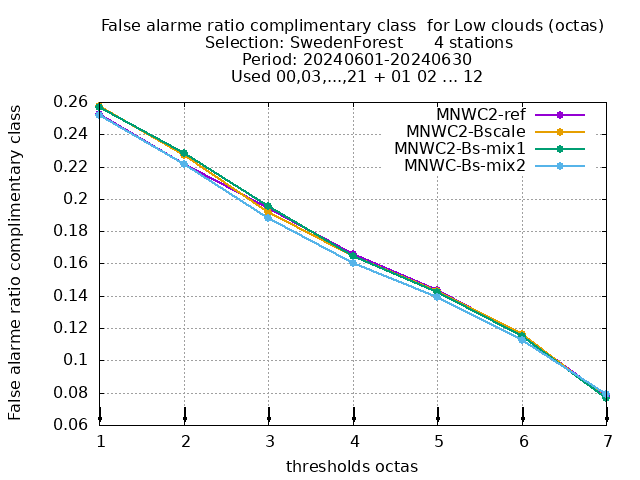 False alarme ratio complimentary class  for Low clouds (octas)
Selection: SwedenForest      4 stations
Period: 20240601-20240630
Used 00,03,...,21 + 01 02 ... 12
False alarme ratio complimentary class
0.26
0.24
0.22
0.2
0.18
0.16
0.14
0.12
0.1
0.08
0.06
MNWC2-ref
MNWC2-Bscale
MNWC2-Bs-mix1
MNWC-Bs-mix2
1 2 3 4 5 6 7
thresholds octas